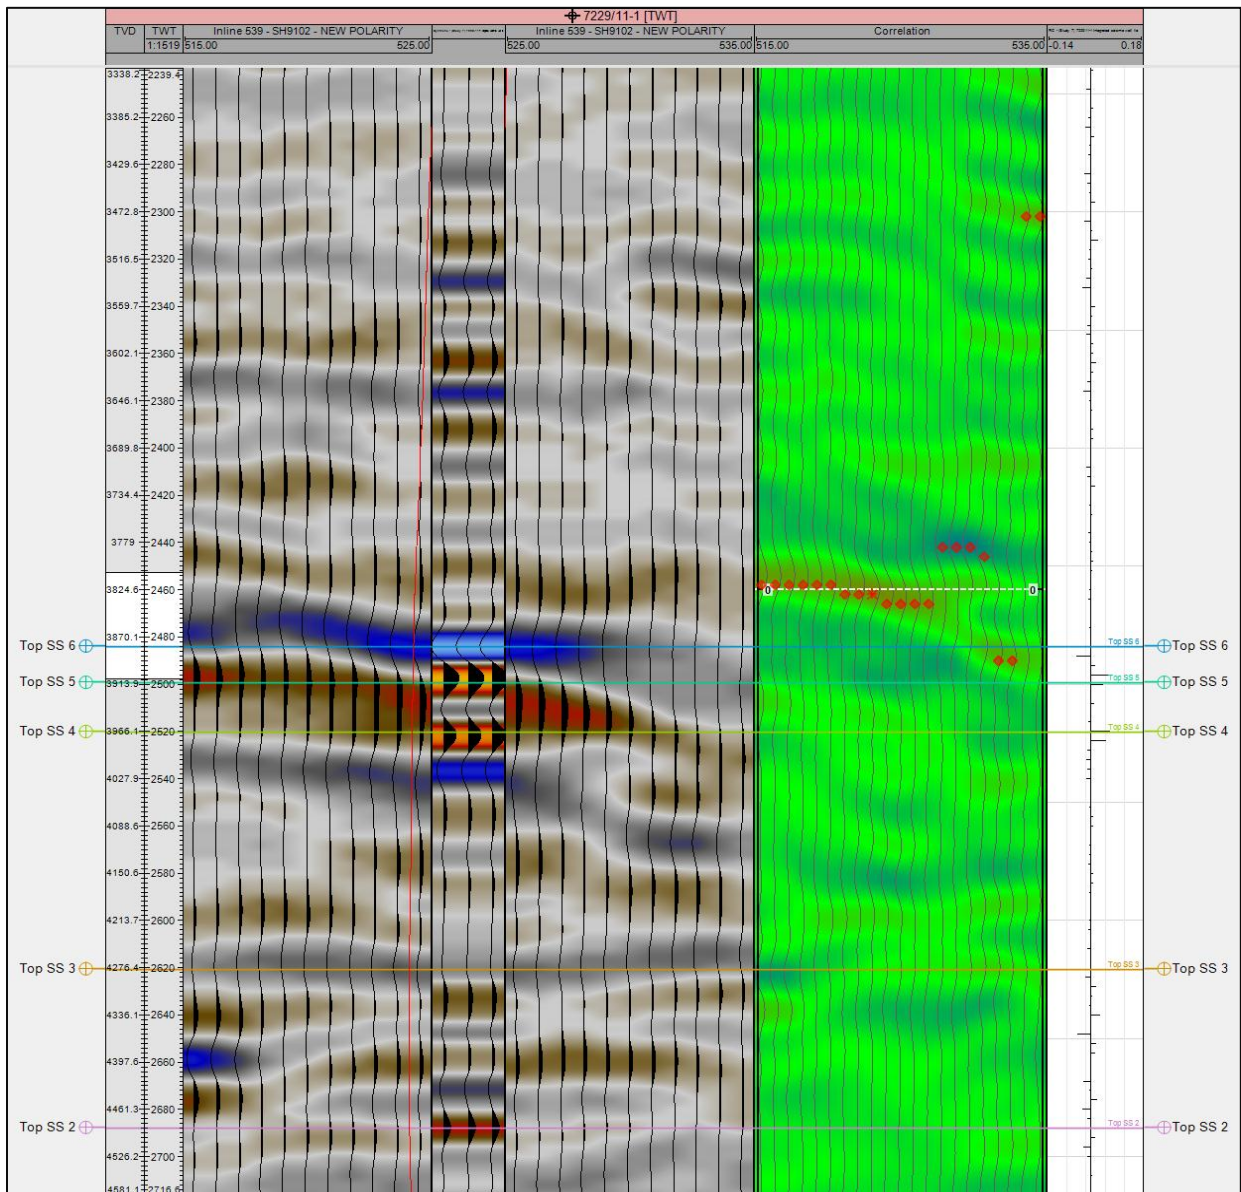 7229/11-1 [TWT]
TVD TWT Inline 539 - SH9102 - NEW POLARITY Inline 539 - SH9102 - NEW POLARITY Correlation
1:1519 515.00 525.00 525.00 536.00 515.00 535.00 -0.14 0.18
3338.2 2239.4
3385.2 2260
3429.6 2280
3472.8 2300
3516.5 2320
3559.7 2340
3602.1 2360
3646.1 2380
3689.8 2400
3734.4 2420
3779 2440
3824.6 2460 0 0
3870.1 2480
Top SS 6 Top SS 6 Top SS 6
Top SS 5 3913.9 2500 Top SS 5 Top SS 5
Top SS 4 3966.1 2520 Top SS 4 Top SS 4
4027.9 2540
4088.6 2560
4150.6 2580
4213.7 2600
Top SS 3 4276.4 2620 Top SS 3 Top SS 3
4336.1 2640
4397.6 2660
4461.3 2680
Top SS 2 Top SS 2 Top SS 2
4526.2 2700
4581.1 2716.6